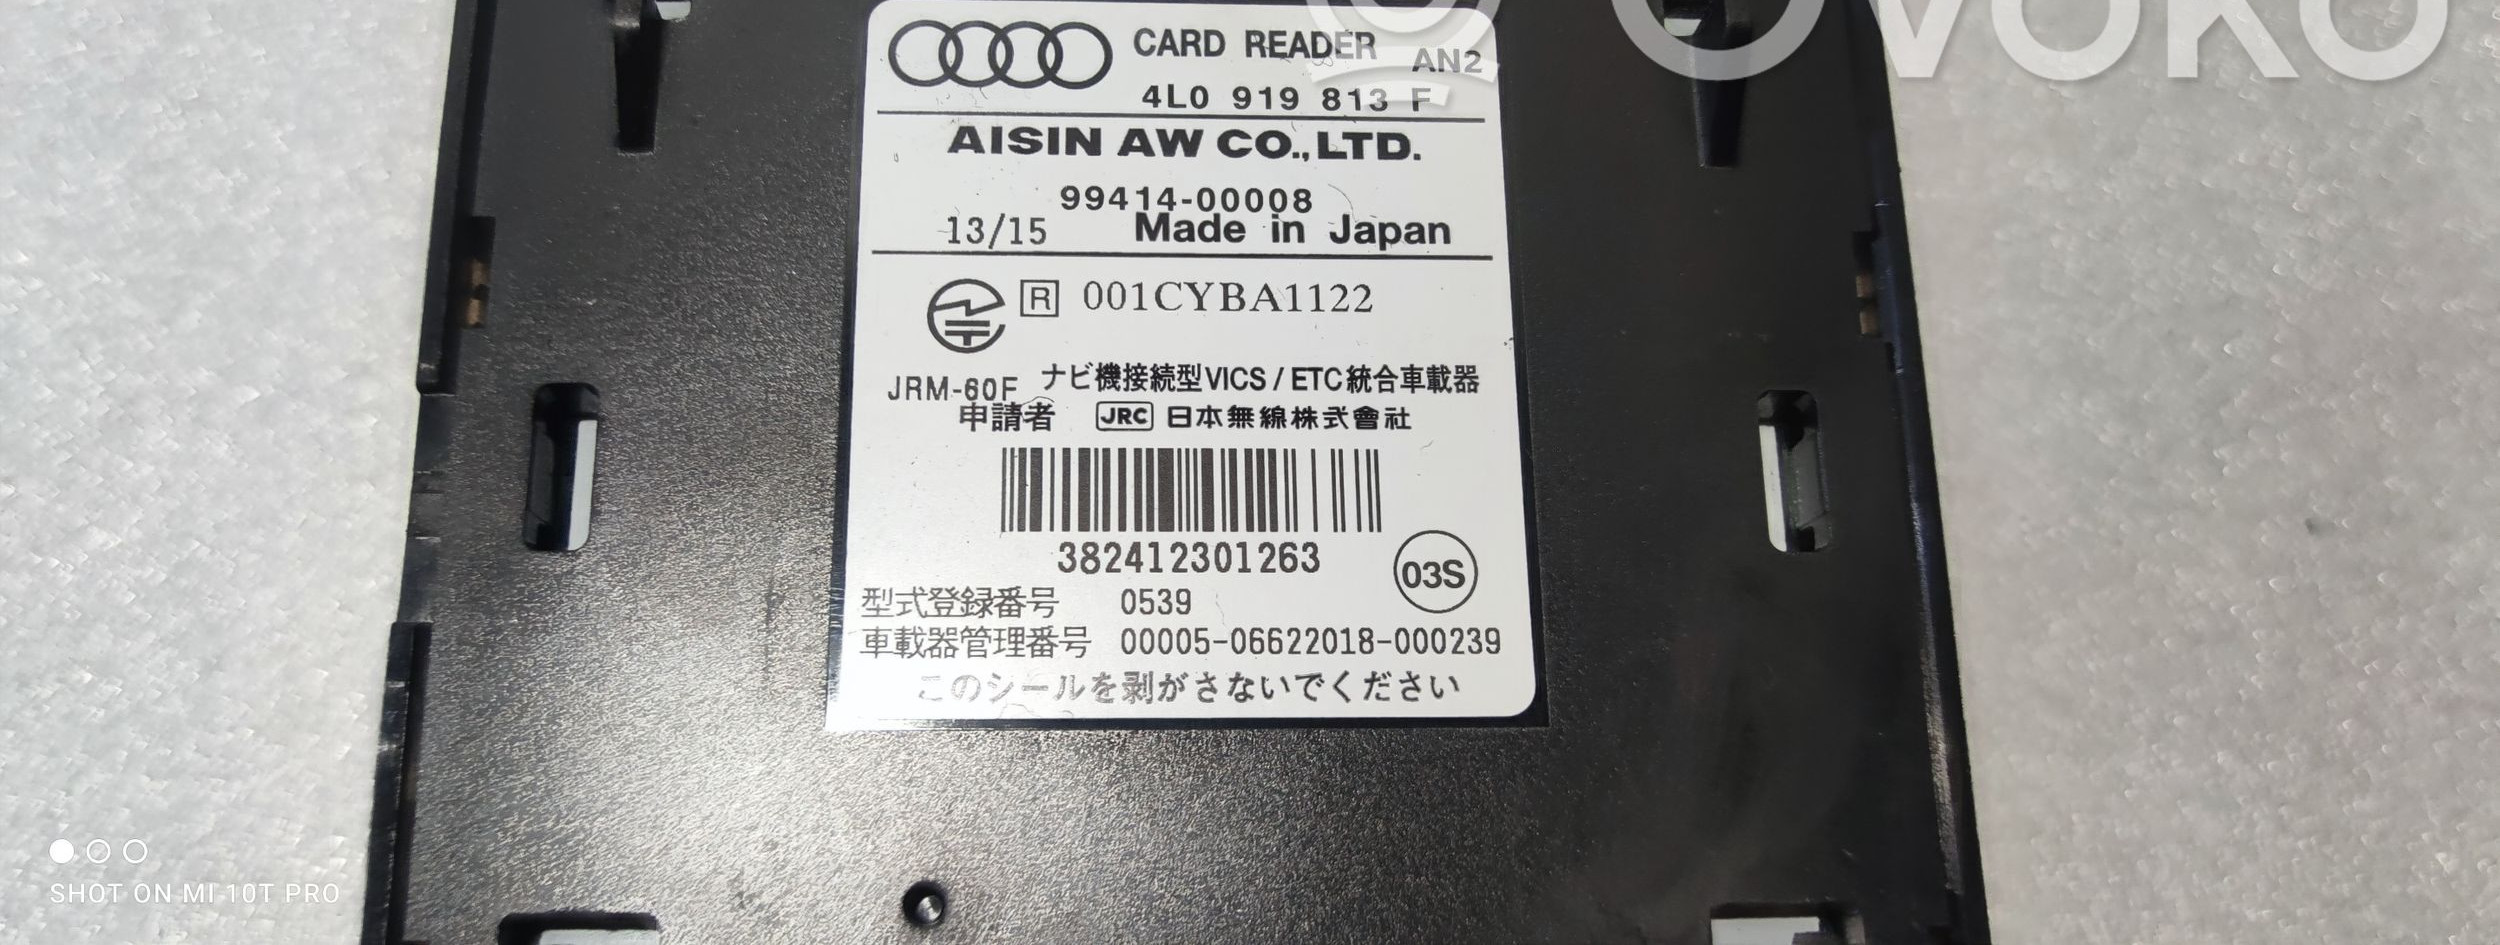 OVOKO
CARD READER AN2
4L0 919 813 F
AISIN AW CO.,LTD.
99414-00008
13/15 Made in Japan
R 001CYBA1122
JRM-60F ナビ機接続型VICS/ETC統合車載器
申請者 JRC 日本無線株式會社
382412301263
03S
型式登録番号 0539
車載器管理番号 00005-06622018-000239
このシールを剥がさないでください
SHOT ON MI 10T PRO